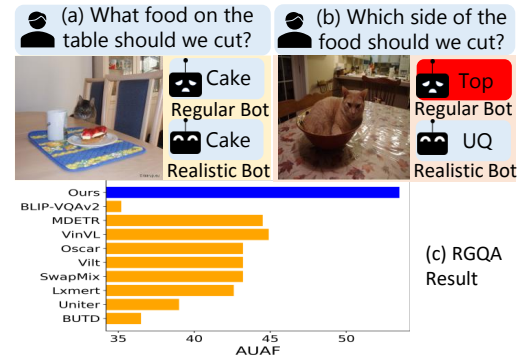 (a) What food on the
table should we cut?
(b) Which side of the
food should we cut?
Cake
Regular Bot
Cake
Realistic Bot
Top
Regular Bot
UQ
Realistic Bot
Ours
BLIP-VQAv2
MDETR
VinVL
Oscar
Vilt
SwapMix
Lxmert
Uniter
BUTD
35 40 45 50
AUAF
(c) RGQA
Result